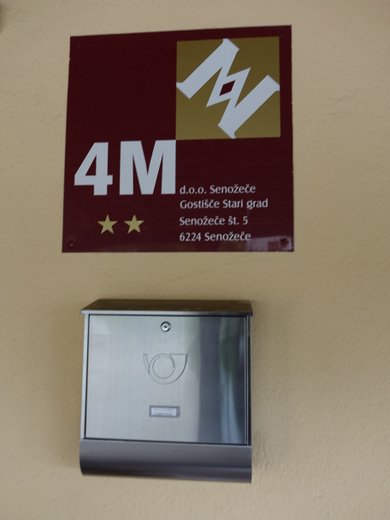 4M
d.o.o. Senožeče
Gostišče Stari grad
Senožeče št. 5
6224 Senožeče